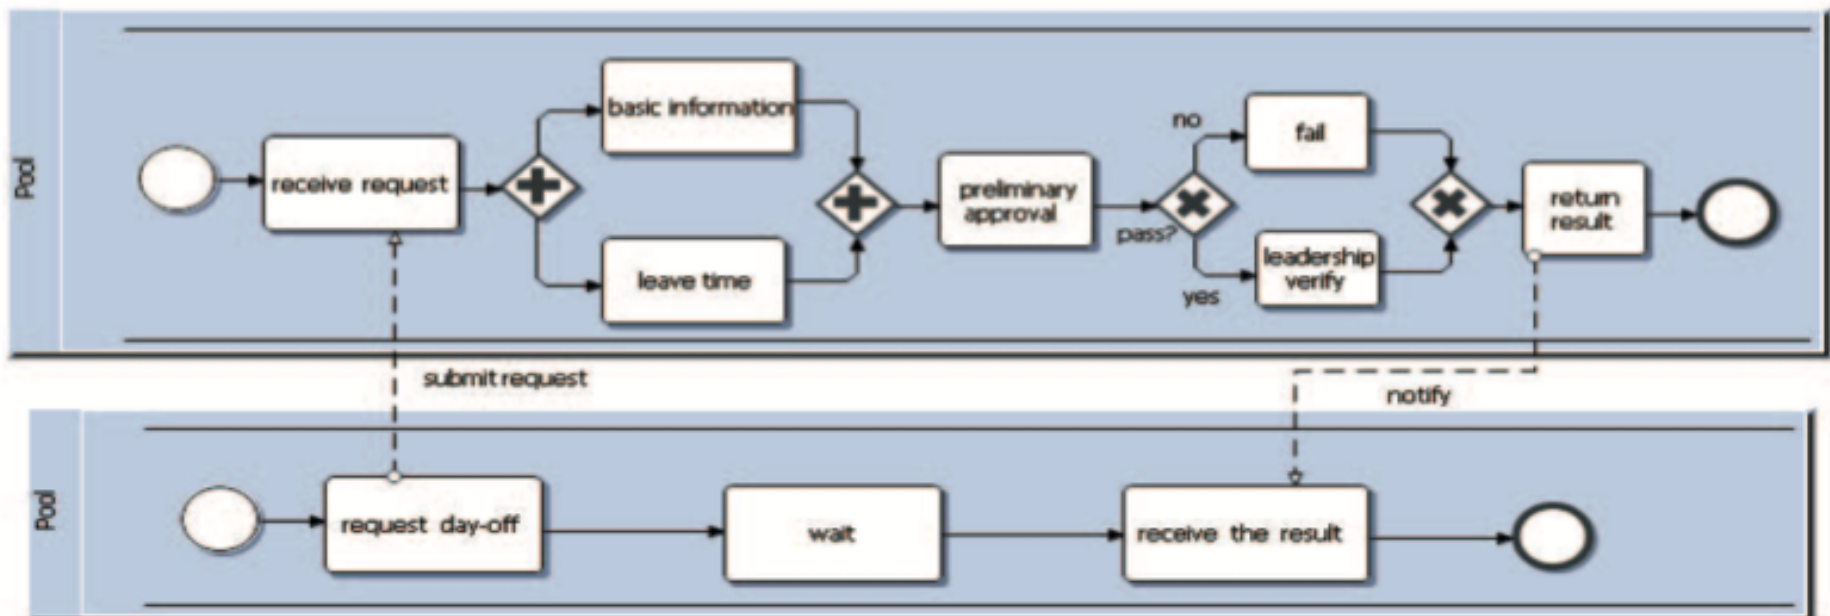 Pool
receive request
basic information
leave time
preliminary
approval
pass?
no
yes
fail
leadership
verify
return
result
submit request
notify
Pool
request day-off
wait
receive the result